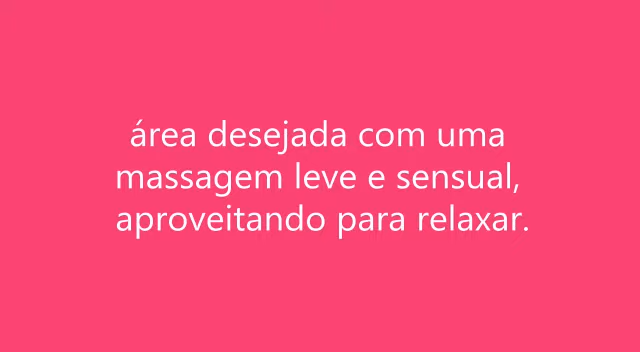 área desejada com uma
massagem leve e sensual,
aproveitando para relaxar.